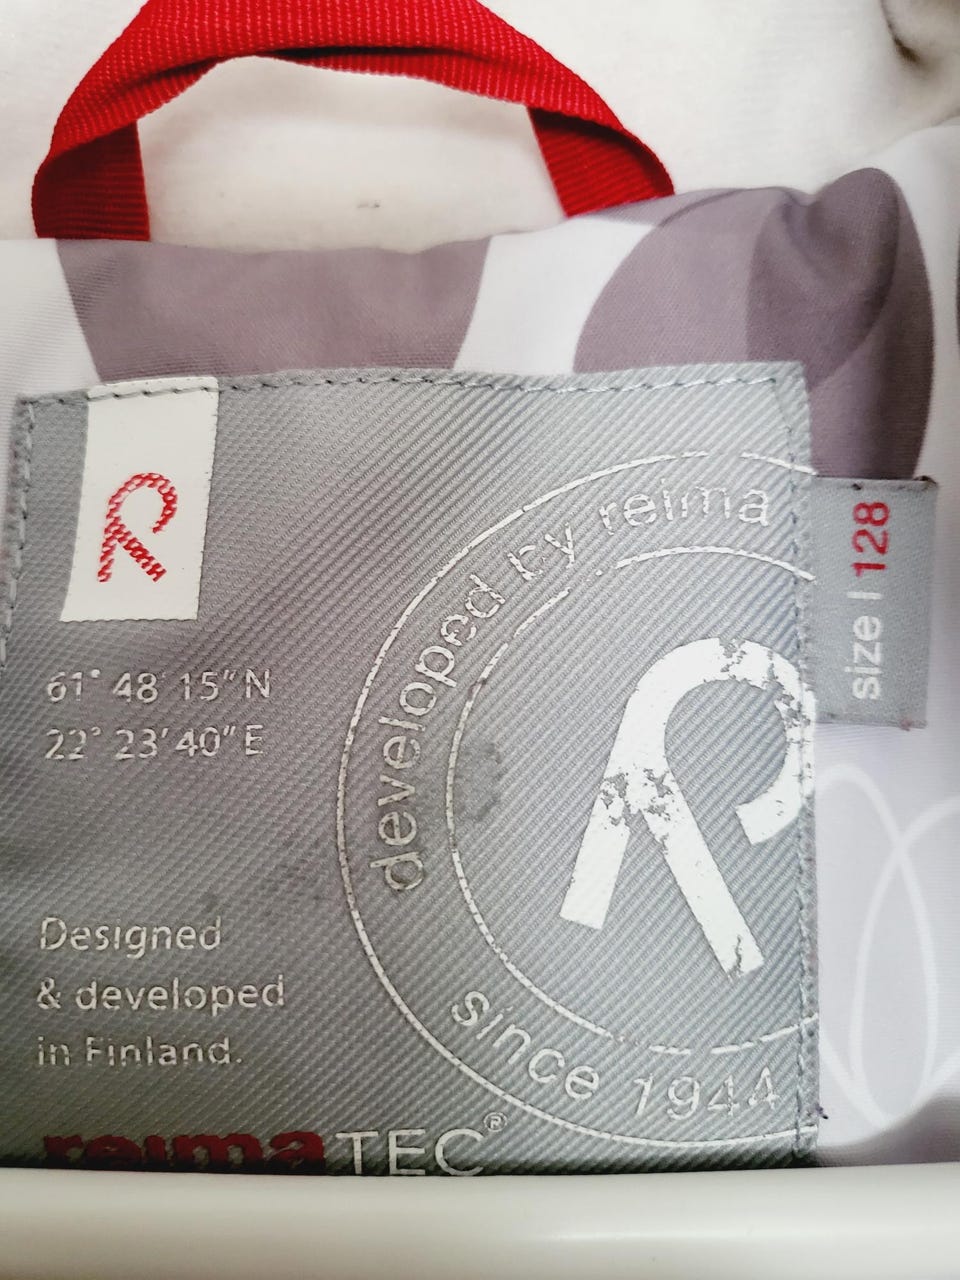 61° 48' 15" N
22° 23' 40" E
Designed
& developed
in Finland.
reimaTEC®
developed by reima
since 1944
size | 128